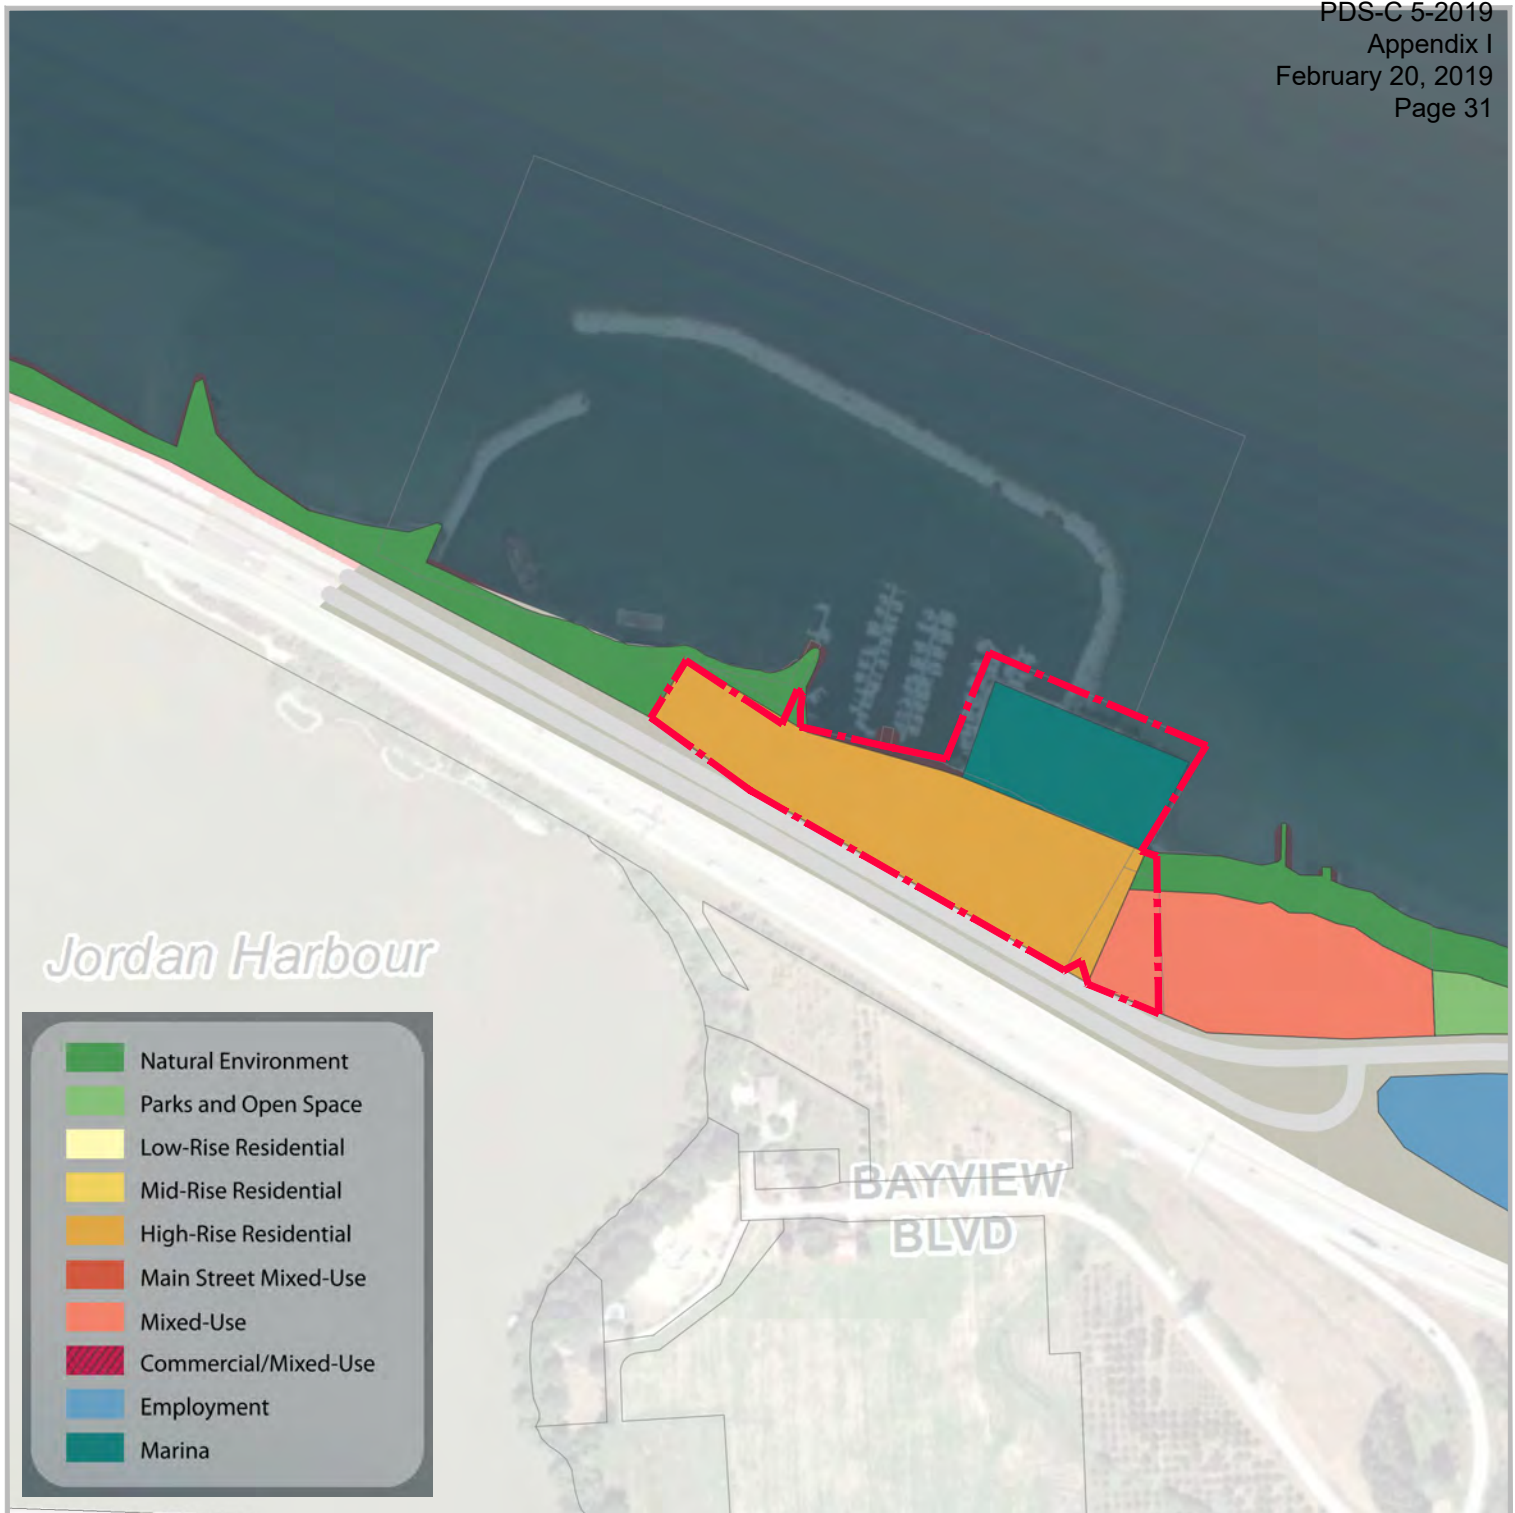 PDS-C 5-2019
Appendix I
February 20, 2019
Page 31
Jordan Harbour
Natural Environment
Parks and Open Space
Low-Rise Residential
Mid-Rise Residential
High-Rise Residential
Main Street Mixed-Use
Mixed-Use
Commercial/Mixed-Use
Employment
Marina
BAYVIEW
BLVD